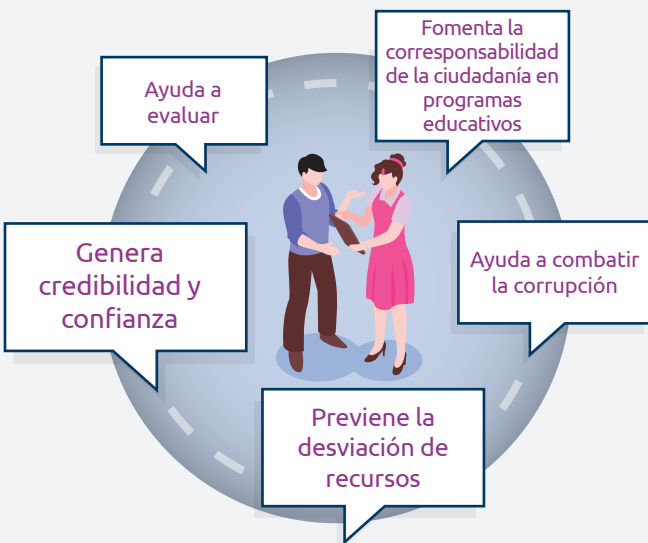 Ayuda a
evaluar
Fomenta la
corresponsabilidad
de la ciudadanía en
programas
educativos
Genera
credibilidad y
confianza
Ayuda a combatir
la corrupción
Previene la
desviación de
recursos